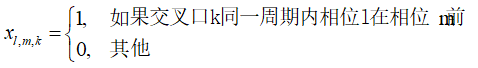 x_{l,m,k} = { 1, 如果交叉口k同一周期内相位l在相位m前
0, 其他